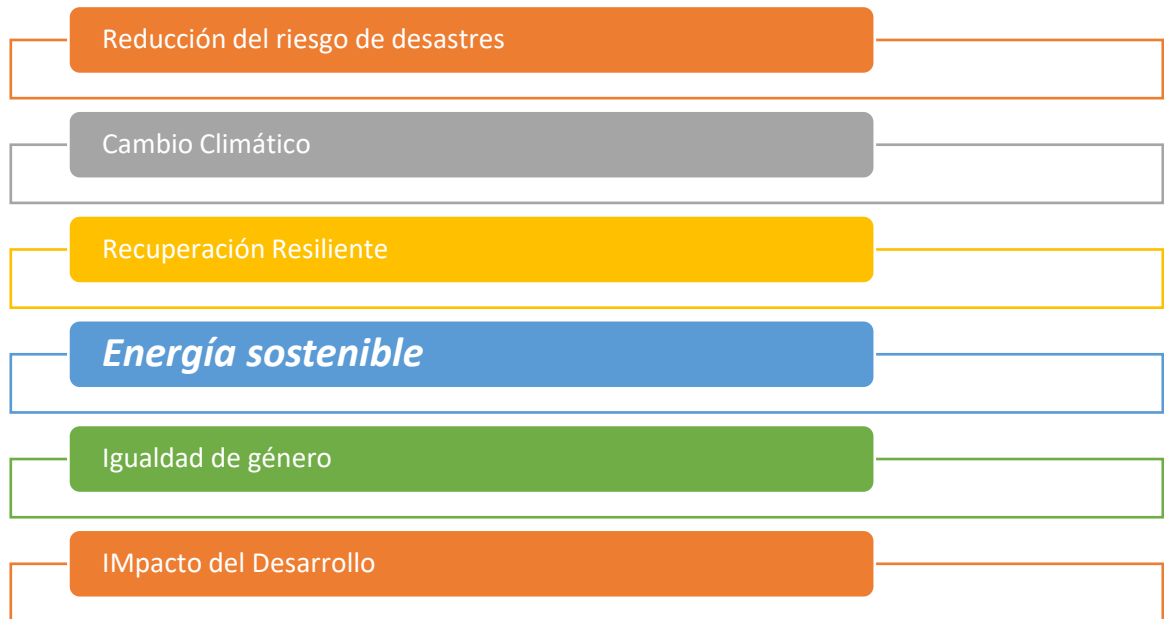 Reducción del riesgo de desastres
Cambio Climático
Recuperación Resiliente
Energía sostenible
Igualdad de género
IMpacto del Desarrollo